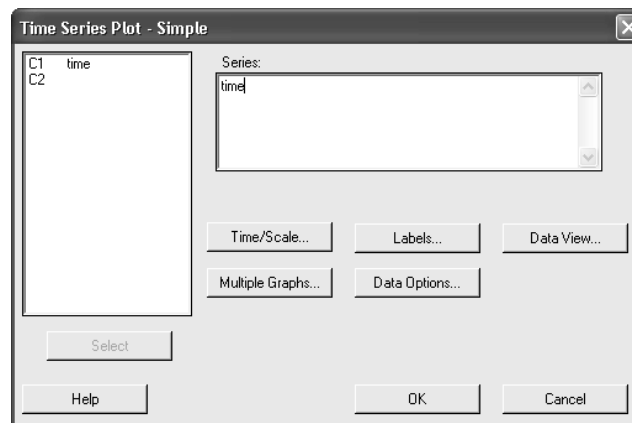 Time Series Plot - Simple
C1 time
C2
Series:
time
Time/Scale...
Labels...
Data View...
Multiple Graphs...
Data Options...
Select
Help
OK
Cancel